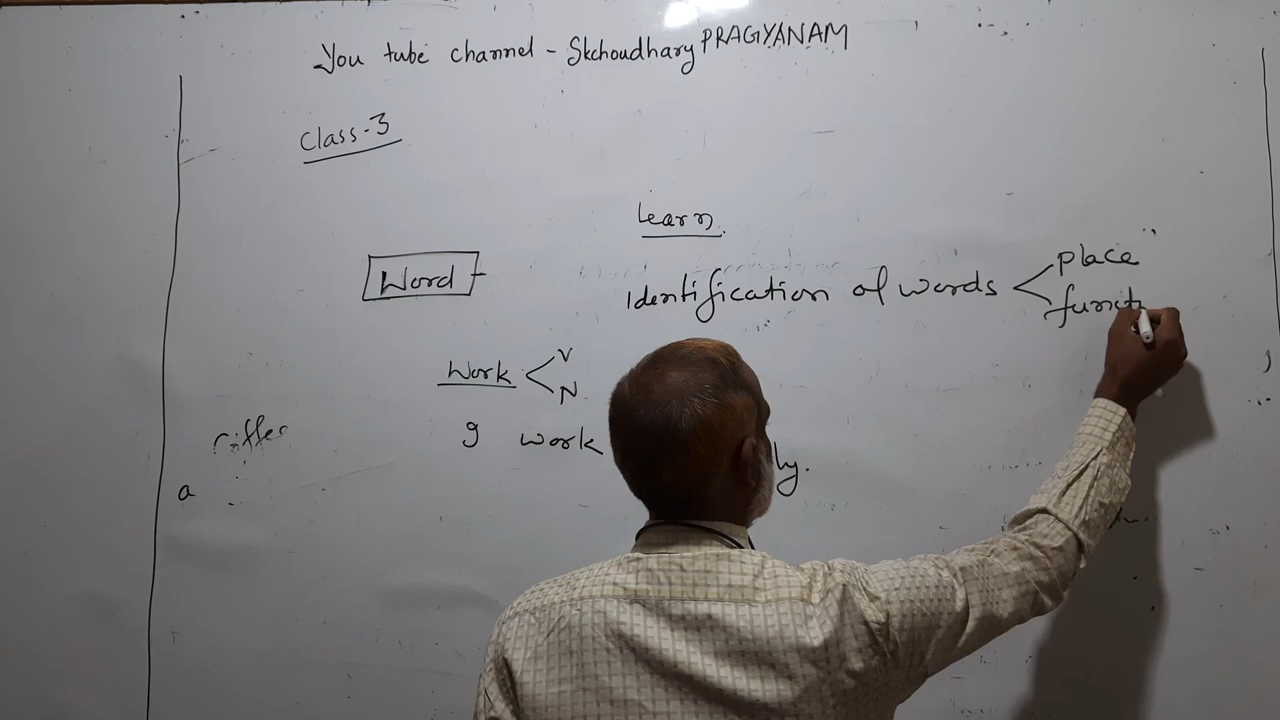 You tube channel - Skchoudhary PRAGYANAM
Class-3
Learn.
Word -
Identification of words < Place
funct
Work < V
N
I work ly.
a